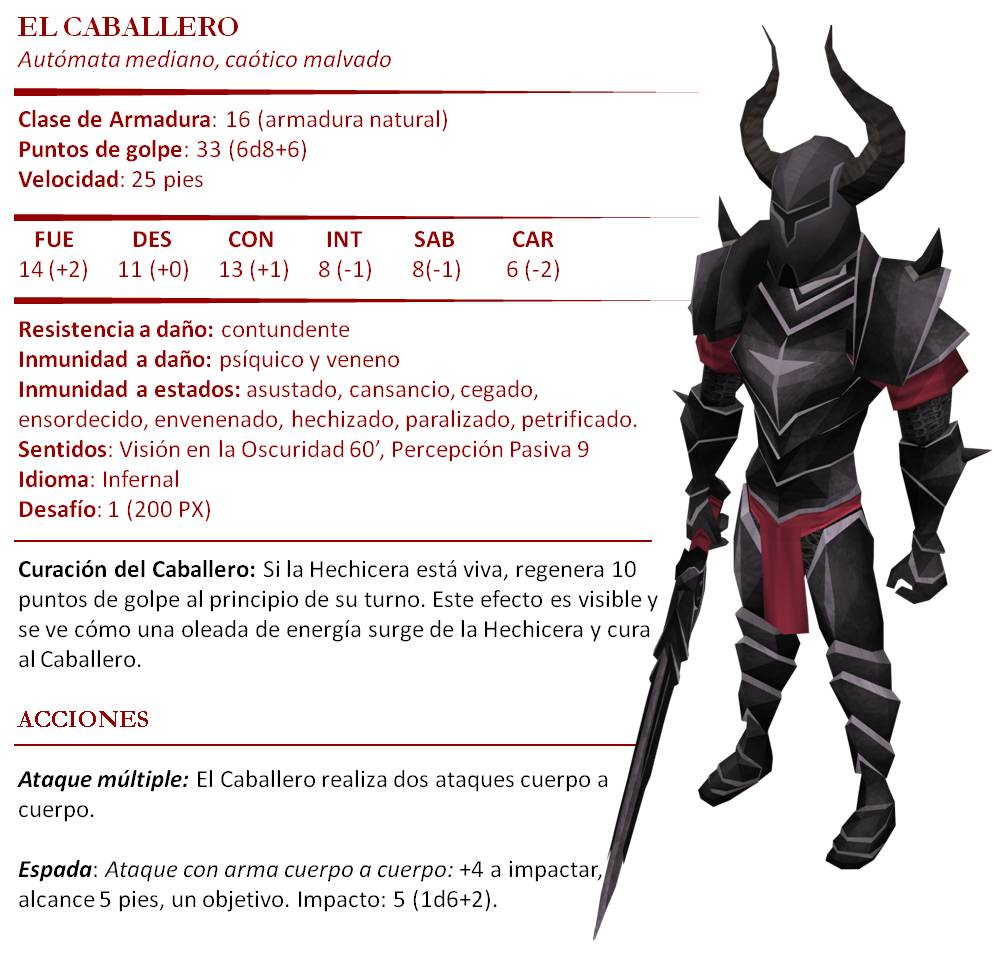 EL CABALLERO
Autómata mediano, caótico malvado
Clase de Armadura: 16 (armadura natural)
Puntos de golpe: 33 (6d8+6)
Velocidad: 25 pies
FUE DES CON INT SAB CAR
14 (+2) 11 (+0) 13 (+1) 8 (-1) 8(-1) 6 (-2)
Resistencia a daño: contundente
Inmunidad a daño: psíquico y veneno
Inmunidad a estados: asustado, cansancio, cegado,
ensordecido, envenenado, hechizado, paralizado, petrificado.
Sentidos: Visión en la Oscuridad 60’, Percepción Pasiva 9
Idioma: Infernal
Desafío: 1 (200 PX)
Curación del Caballero: Si la Hechicera está viva, regenera 10
puntos de golpe al principio de su turno. Este efecto es visible y
se ve cómo una oleada de energía surge de la Hechicera y cura
al Caballero.
ACCIONES
Ataque múltiple: El Caballero realiza dos ataques cuerpo a
cuerpo.
Espada: Ataque con arma cuerpo a cuerpo: +4 a impactar,
alcance 5 pies, un objetivo. Impacto: 5 (1d6+2).